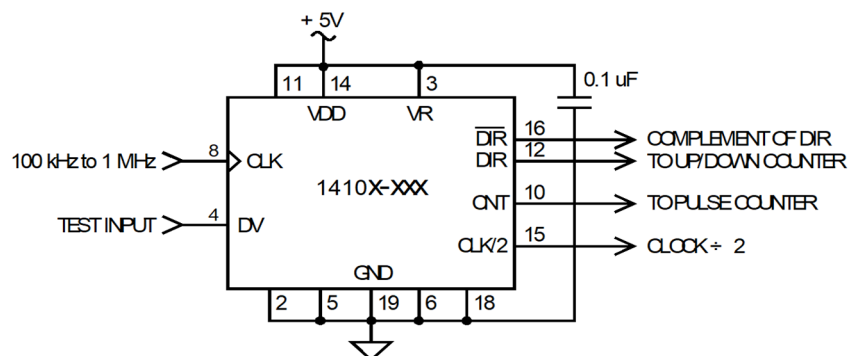 + 5V
11 14 3 0.1 uF
VDD VR
DIR 16 COMPLEMENT OF DIR
100 kHz to 1 MHz 8 CLK DIR 12 TO UP/DOWN COUNTER
1410X-XXX
CNT 10 TO PULSE COUNTER
TEST INPUT 4 DV
CLK/2 15 CLOCK ÷ 2
GND
2 5 19 6 18